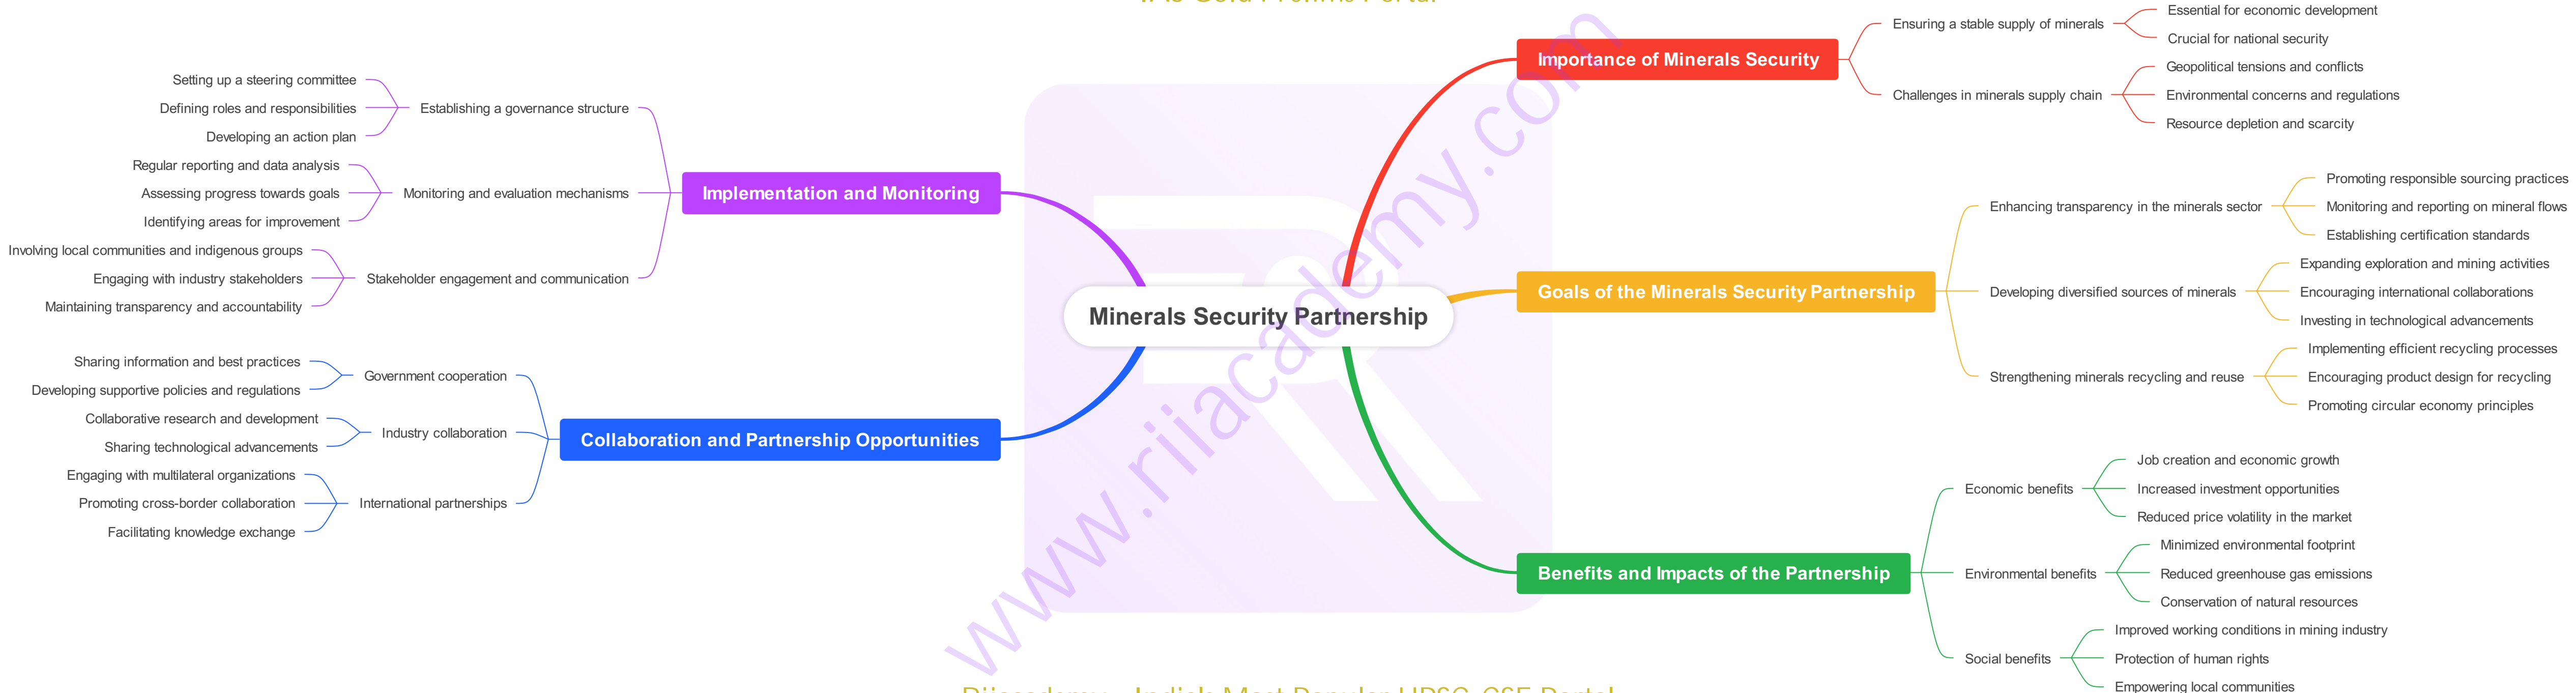 Minerals Security Partnership
Importance of Minerals Security
Ensuring a stable supply of minerals
Essential for economic development
Crucial for national security
Challenges in minerals supply chain
Geopolitical tensions and conflicts
Environmental concerns and regulations
Resource depletion and scarcity
Goals of the Minerals Security Partnership
Enhancing transparency in the minerals sector
Promoting responsible sourcing practices
Monitoring and reporting on mineral flows
Establishing certification standards
Developing diversified sources of minerals
Expanding exploration and mining activities
Encouraging international collaborations
Investing in technological advancements
Strengthening minerals recycling and reuse
Implementing efficient recycling processes
Encouraging product design for recycling
Promoting circular economy principles
Benefits and Impacts of the Partnership
Economic benefits
Job creation and economic growth
Increased investment opportunities
Reduced price volatility in the market
Environmental benefits
Minimized environmental footprint
Reduced greenhouse gas emissions
Conservation of natural resources
Social benefits
Improved working conditions in mining industry
Protection of human rights
Empowering local communities
Implementation and Monitoring
Establishing a governance structure
Setting up a steering committee
Defining roles and responsibilities
Developing an action plan
Monitoring and evaluation mechanisms
Regular reporting and data analysis
Assessing progress towards goals
Identifying areas for improvement
Stakeholder engagement and communication
Involving local communities and indigenous groups
Engaging with industry stakeholders
Maintaining transparency and accountability
Collaboration and Partnership Opportunities
Government cooperation
Sharing information and best practices
Developing supportive policies and regulations
Industry collaboration
Collaborative research and development
Sharing technological advancements
International partnerships
Engaging with multilateral organizations
Promoting cross-border collaboration
Facilitating knowledge exchange
www.rijacademy.com